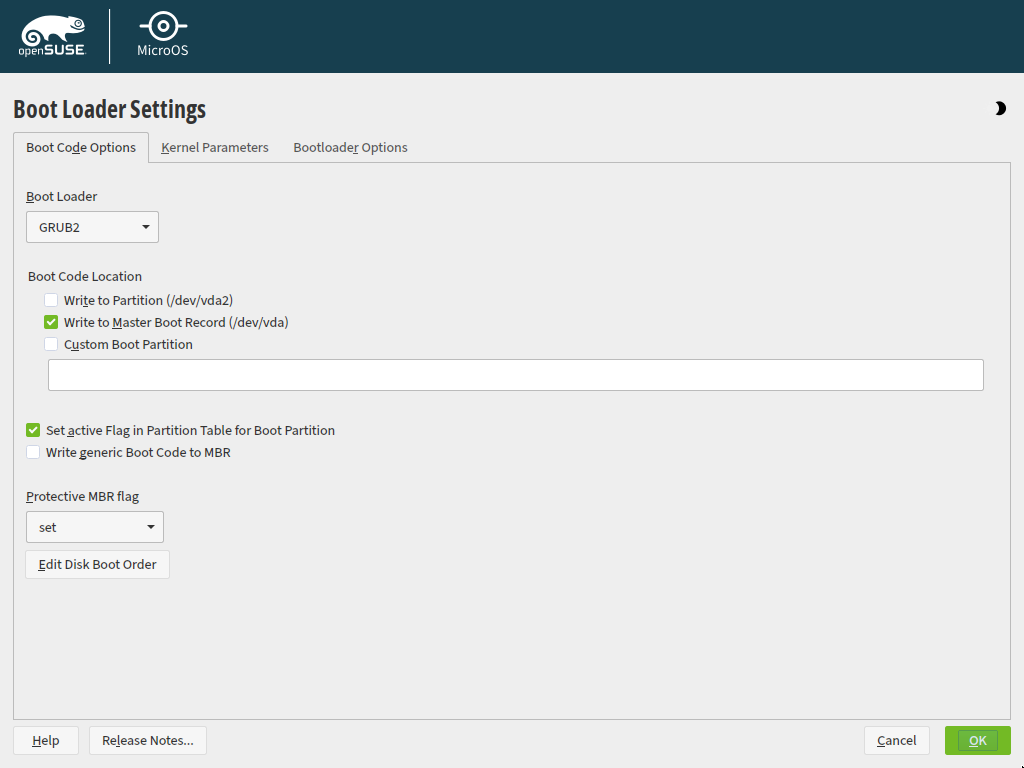 openSUSE
MicroOS
Boot Loader Settings
Boot Code Options Kernel Parameters Bootloader Options
Boot Loader
GRUB2
Boot Code Location
Write to Partition (/dev/vda2)
Write to Master Boot Record (/dev/vda)
Custom Boot Partition
Set active Flag in Partition Table for Boot Partition
Write generic Boot Code to MBR
Protective MBR flag
set
Edit Disk Boot Order
Help Release Notes... Cancel OK